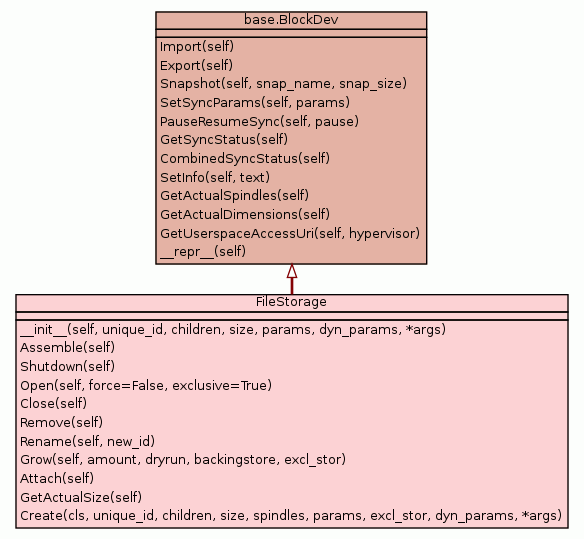 base.BlockDev
Import(self)
Export(self)
Snapshot(self, snap_name, snap_size)
SetSyncParams(self, params)
PauseResumeSync(self, pause)
GetSyncStatus(self)
CombinedSyncStatus(self)
SetInfo(self, text)
GetActualSpindles(self)
GetActualDimensions(self)
GetUserspaceAccessUri(self, hypervisor)
__repr__(self)
FileStorage
__init__(self, unique_id, children, size, params, dyn_params, *args)
Assemble(self)
Shutdown(self)
Open(self, force=False, exclusive=True)
Close(self)
Remove(self)
Rename(self, new_id)
Grow(self, amount, dryrun, backingstore, excl_stor)
Attach(self)
GetActualSize(self)
Create(cls, unique_id, children, size, spindles, params, excl_stor, dyn_params, *args)